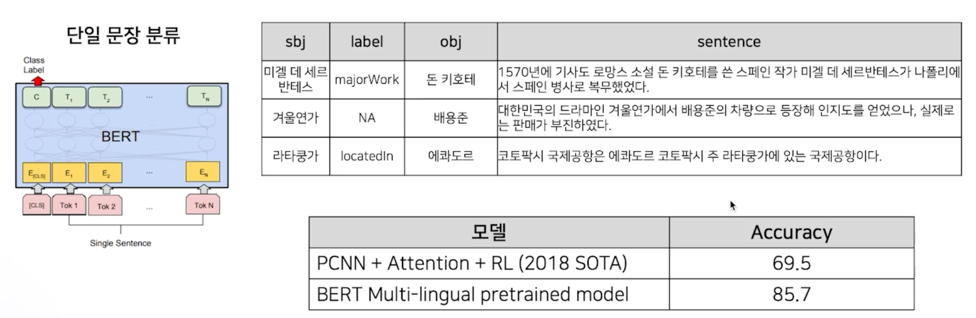 단일 문장 분류
Class
Label
C T1 T2 ... TN
BERT
E[CLS] E1 E2 ... EN
[CLS] Tok 1 Tok 2 ... Tok N
Single Sentence
sbj label obj sentence
미겔 데 세르
반테스
majorWork
돈 키호테
1570년에 기사도 로망스 소설 돈 키호테를 쓴 스페인 작가 미겔 데 세르반테스가 나폴리에
서 스페인 병사로 복무했었다.
겨울연가
NA
배용준
대한민국의 드라마인 겨울연가에서 배용준의 차량으로 등장해 인지도를 얻었으나, 실제로
는 판매가 부진하였다.
라타쿵가
locatedIn
에콰도르
코토팍시 국제공항은 에콰도르 코토팍시 주 라타쿵가에 있는 국제공항이다.
모델 Accuracy
PCNN + Attention + RL (2018 SOTA) 69.5
BERT Multi-lingual pretrained model 85.7